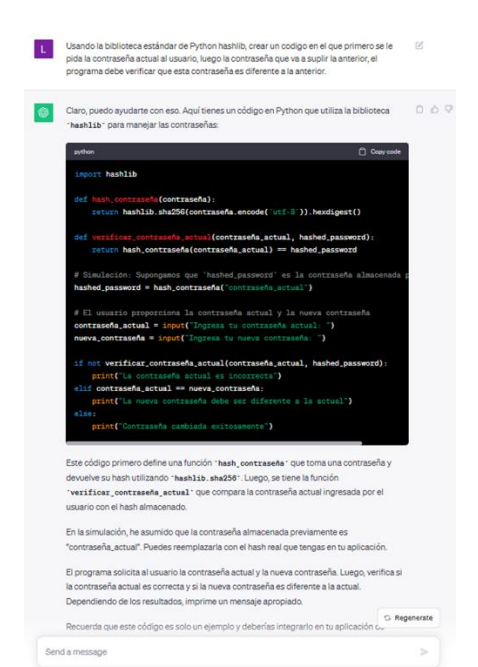 L
Usando la biblioteca estándar de Python hashlib, crear un codigo en el que primero se le
pida la contraseña actual al usuario, luego la contraseña que va a suplir la anterior, el
programa debe verificar que esta contraseña es diferente a la anterior.
Claro, puedo ayudarte con eso. Aquí tienes un código en Python que utiliza la biblioteca
`hashlib` para manejar las contraseñas:
python
Copy code
import hashlib
def hash_contraseña(contraseña):
return hashlib.sha256(contraseña.encode('utf-8')).hexdigest()
def verificar_contraseña_actual(contraseña_actual, hashed_password):
return hash_contraseña(contraseña_actual) == hashed_password
# Simulación: Supongamos que 'hashed_password' es la contraseña almacenada p
hashed_password = hash_contraseña("contraseña_actual")
# El usuario proporciona la contraseña actual y la nueva contraseña
contraseña_actual = input("Ingresa tu contraseña actual: ")
nueva_contraseña = input("Ingresa tu nueva contraseña: ")
if not verificar_contraseña_actual(contraseña_actual, hashed_password):
print("La contraseña actual es incorrecta")
elif contraseña_actual == nueva_contraseña:
print("La nueva contraseña debe ser diferente a la actual")
else:
print("Contraseña cambiada exitosamente")
Este código primero define una función `hash_contraseña` que toma una contraseña y
devuelve su hash utilizando `hashlib.sha256`. Luego, se tiene la función
`verificar_contraseña_actual` que compara la contraseña actual ingresada por el
usuario con el hash almacenado.
En la simulación, he asumido que la contraseña almacenada previamente es
"contraseña_actual". Puedes reemplazarla con el hash real que tengas en tu aplicación.
El programa solicita al usuario la contraseña actual y la nueva contraseña. Luego, verifica si
la contraseña actual es correcta y si la nueva contraseña es diferente a la actual.
Dependiendo de los resultados, imprime un mensaje apropiado.
Recuerda que este código es solo un ejemplo y deberías integrarlo en tu aplicación de
Regenerate
Send a message